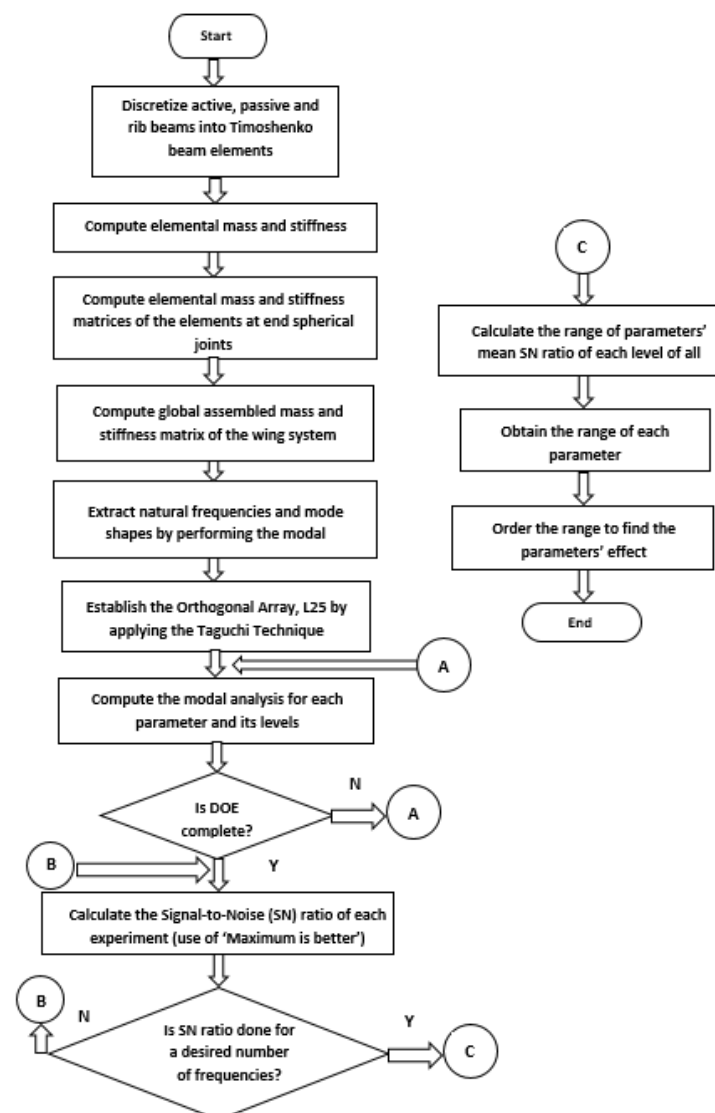 Start
Discretize active, passive and
rib beams into Timoshenko
beam elements
Compute elemental mass and stiffness
Compute elemental mass and stiffness
matrices of the elements at end spherical
joints
Compute global assembled mass and
stiffness matrix of the wing system
Extract natural frequencies and mode
shapes by performing the modal
Establish the Orthogonal Array, L25 by
applying the Taguchi Technique
A
Compute the modal analysis for each
parameter and its levels
Is DOE
complete?
N
A
B
Y
Calculate the Signal-to-Noise (SN) ratio of each
experiment (use of ‘Maximum is better’)
B
N
Is SN ratio done for
a desired number
of frequencies?
Y
C
C
Calculate the range of parameters’
mean SN ratio of each level of all
Obtain the range of each
parameter
Order the range to find the
parameters’ effect
End